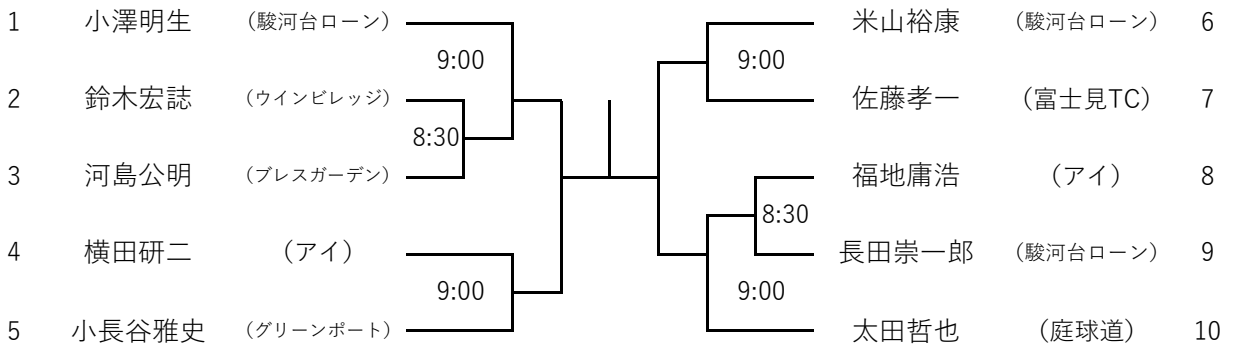 1 小澤明生 （駿河台ローン） 米山裕康 （駿河台ローン） 6
9:00 9:00
2 鈴木宏誌 （ウインビレッジ） 佐藤孝一 （富士見TC） 7
8:30
3 河島公明 （ブレスガーデン） 福地庸浩 （アイ） 8
8:30
4 横田研二 （アイ） 長田崇一郎 （駿河台ローン） 9
9:00 9:00
5 小長谷雅史 （グリーンポート） 太田哲也 （庭球道） 10